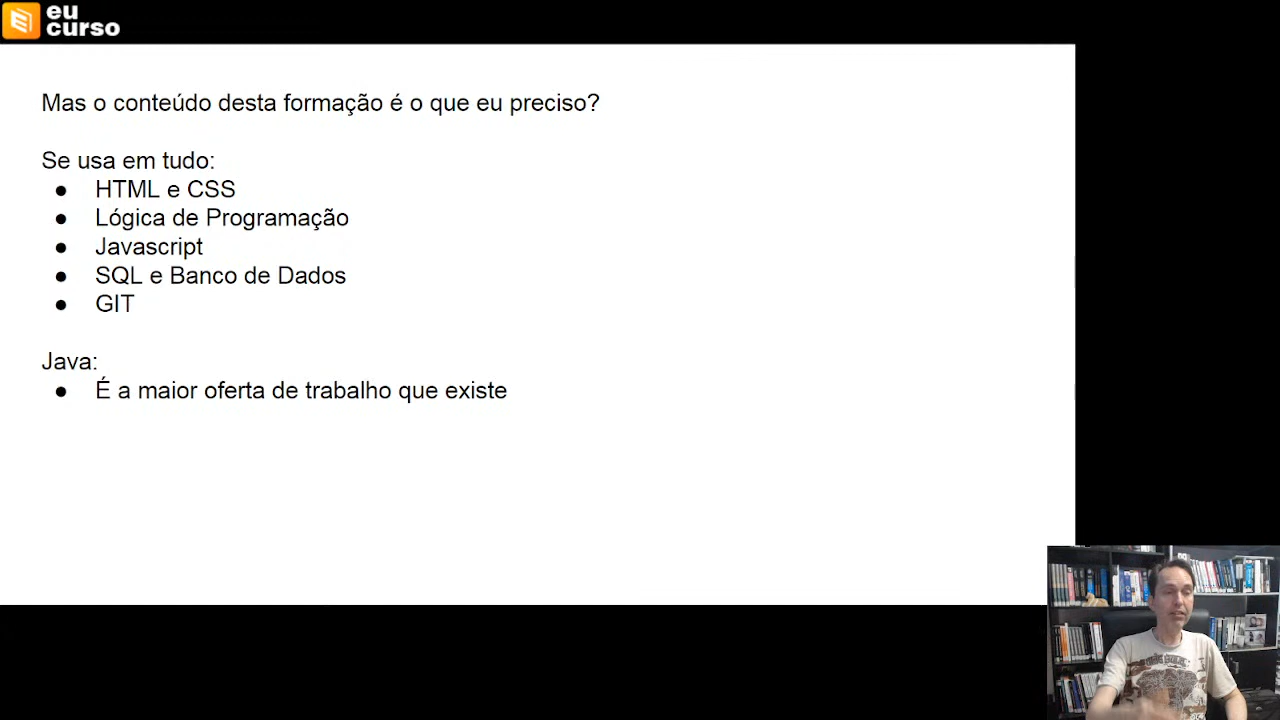 eu
curso
Mas o conteúdo desta formação é o que eu preciso?
Se usa em tudo:
● HTML e CSS
● Lógica de Programação
● Javascript
● SQL e Banco de Dados
● GIT
Java:
● É a maior oferta de trabalho que existe